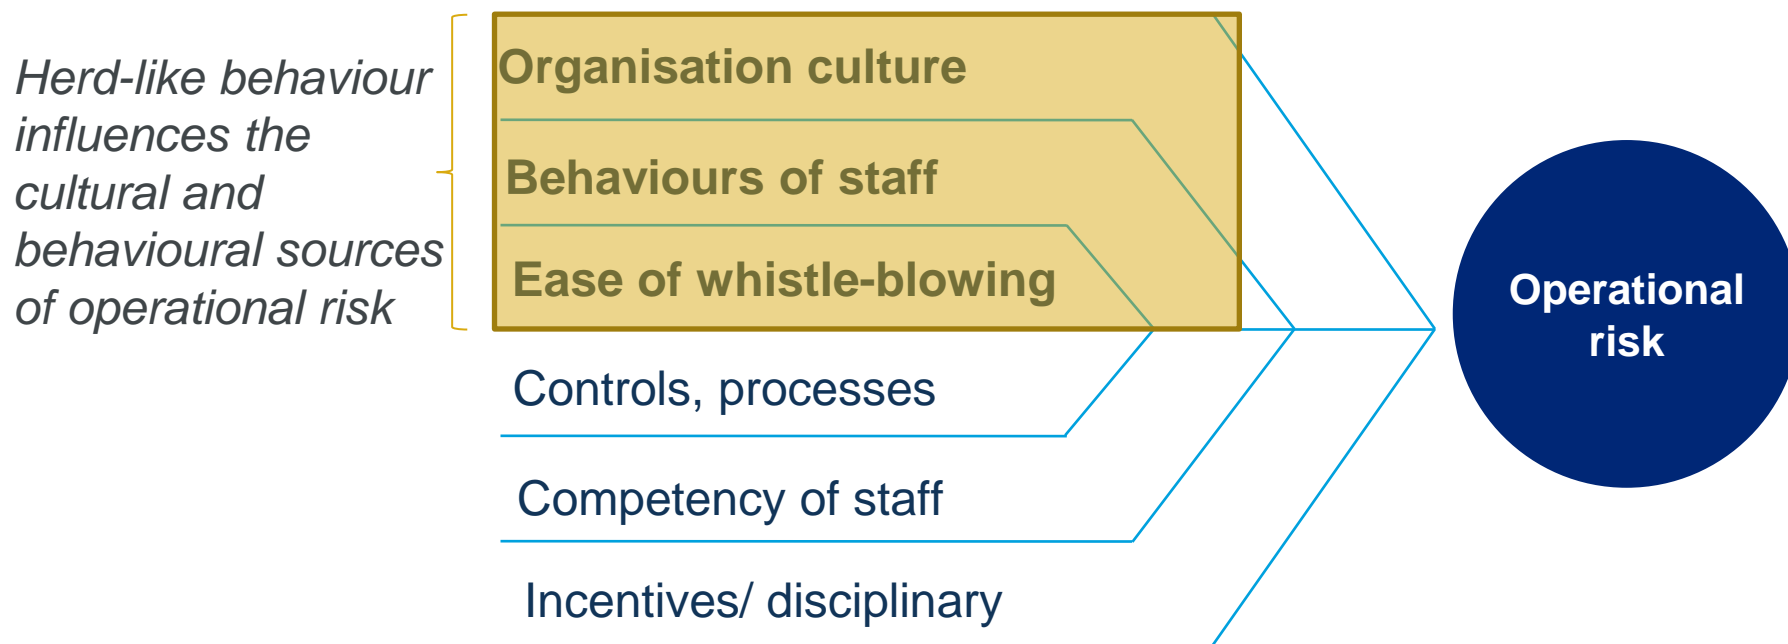 Herd-like behaviour
influences the
cultural and
behavioural sources
of operational risk
Organisation culture
Behaviours of staff
Ease of whistle-blowing
Controls, processes
Competency of staff
Incentives/ disciplinary
Operational
risk